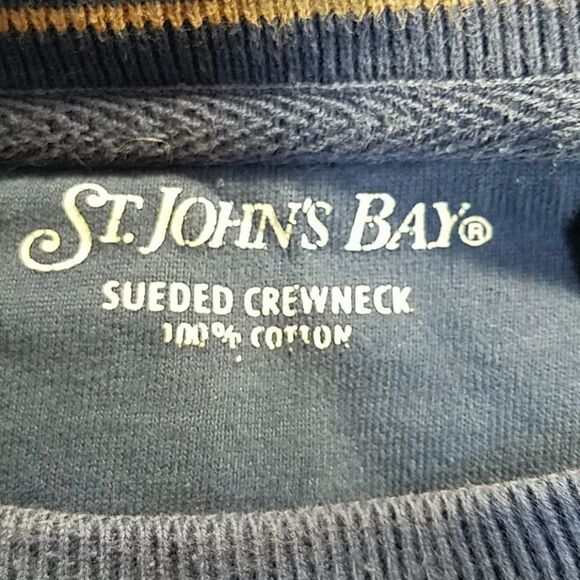 ST. JOHN'S BAY®
SUEDED CREWNECK
100% COTTON